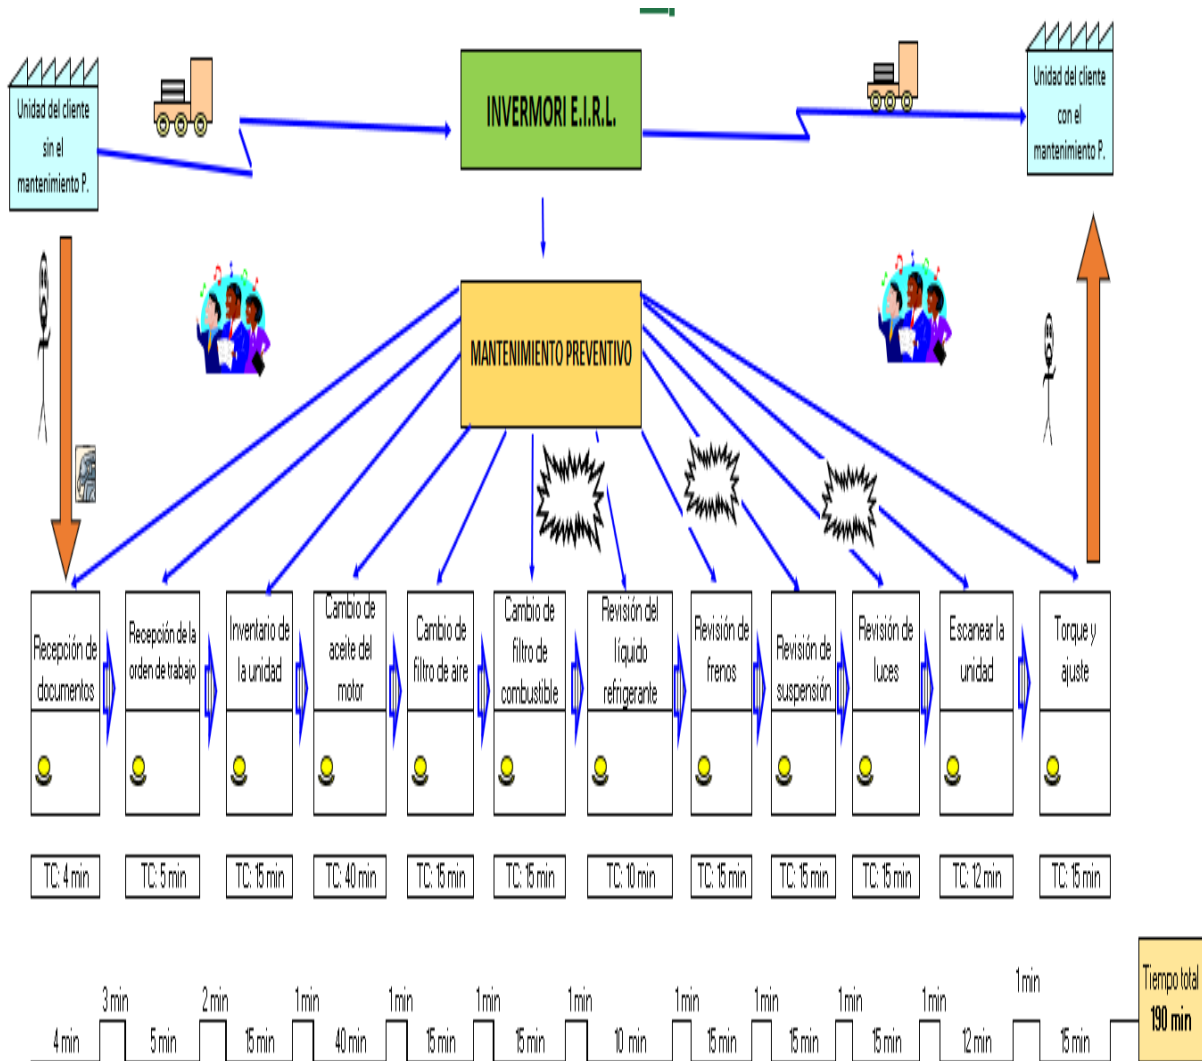 Unidad del cliente
sin el
mantenimiento P.
INVERMORI E.I.R.L.
Unidad del cliente
con el
mantenimiento P.
MANTENIMIENTO PREVENTIVO
Recepción de
documentos
Recepción de la
orden de trabajo
Inventario de
la unidad
Cambio de
aceite del
motor
Cambio de
filtro de aire
Cambio de
filtro de
combustible
Revisión del
líquido
refrigerante
Revisión de
frenos
Revisión de
suspensión
Revisión de
luces
Escanear la
unidad
Torque y
ajuste
TC: 4 min
TC: 5 min
TC: 15 min
TC: 40 min
TC: 15 min
TC: 15 min
TC: 10 min
TC: 15 min
TC: 15 min
TC: 15 min
TC: 12 min
TC: 15 min
3 min
2 min
1 min
1 min
1 min
1 min
1 min
1 min
1 min
1 min
1 min
4 min
5 min
15 min
40 min
15 min
15 min
10 min
15 min
15 min
15 min
12 min
15 min
Tiempo total
190 min